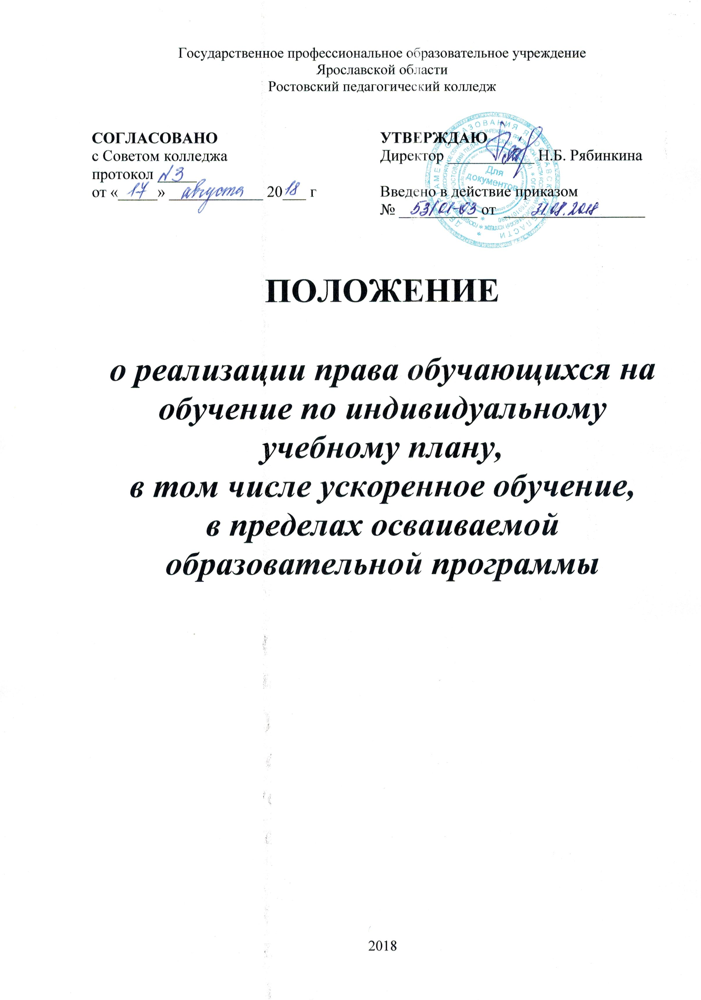 Государственное профессиональное образовательное учреждение
Ярославской области
Ростовский педагогический колледж
СОГЛАСОВАНО
с Советом колледжа
протокол №3
от «17» августа 2018 г
УТВЕРЖДАЮ
Директор Н.Б. Рябинкина
Введено в действие приказом
№ 53/01-03 от 31.08.2018
Для
документов
ПОЛОЖЕНИЕ
о реализации права обучающихся на
обучение по индивидуальному
учебному плану,
в том числе ускоренное обучение,
в пределах осваиваемой
образовательной программы
2018